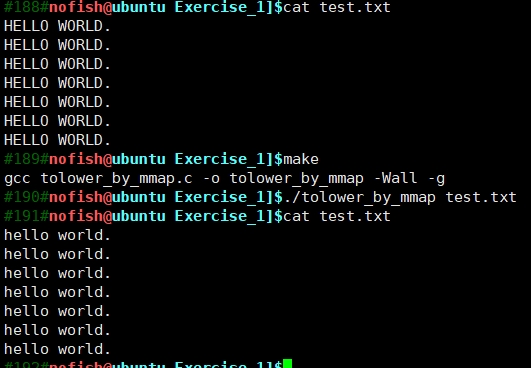 #188#nofish@ubuntu Exercise_1]$cat test.txt
HELLO WORLD.
HELLO WORLD.
HELLO WORLD.
HELLO WORLD.
HELLO WORLD.
HELLO WORLD.
HELLO WORLD.
#189#nofish@ubuntu Exercise_1]$make
gcc tolower_by_mmap.c -o tolower_by_mmap -Wall -g
#190#nofish@ubuntu Exercise_1]$./tolower_by_mmap test.txt
#191#nofish@ubuntu Exercise_1]$cat test.txt
hello world.
hello world.
hello world.
hello world.
hello world.
hello world.
hello world.
#192#nofish@ubuntu Exercise_1]$